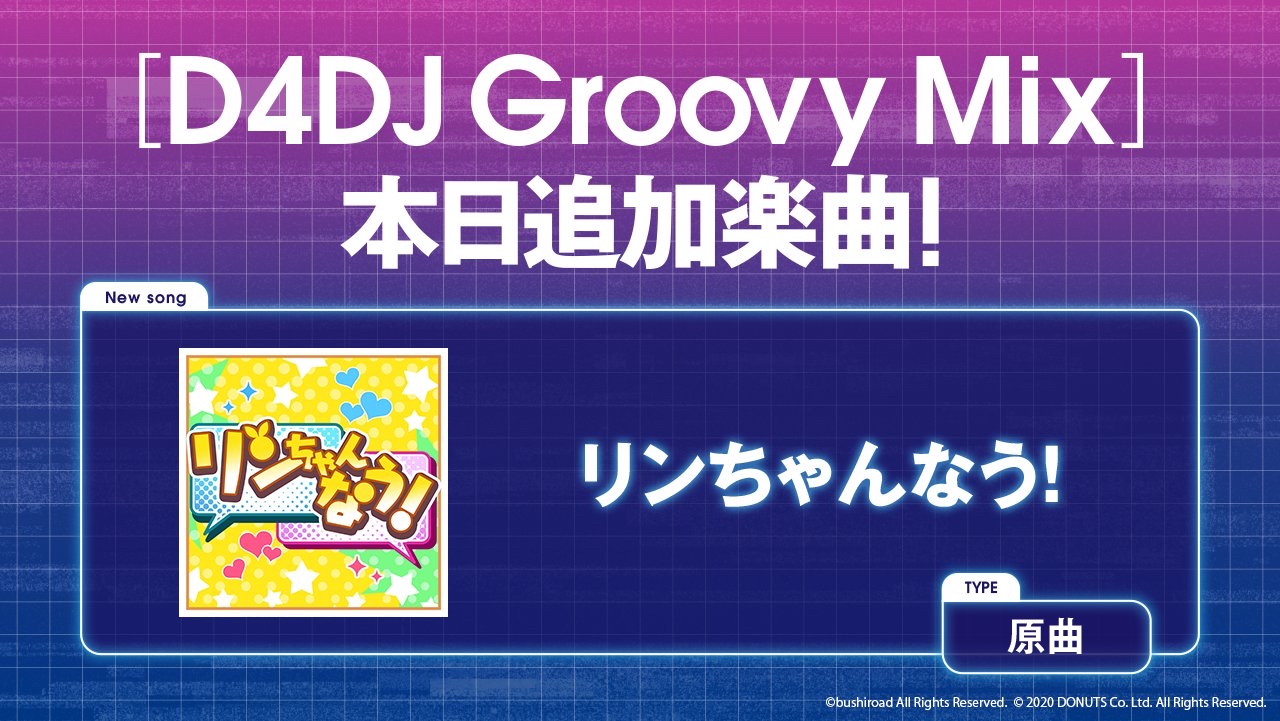 [D4DJ Groovy Mix]
本日追加楽曲!
New song
リンちゃん
なう!
リンちゃんなう!
TYPE
原曲
©bushiroad All Rights Reserved. © 2020 DONUTS Co. Ltd. All Rights Reserved.